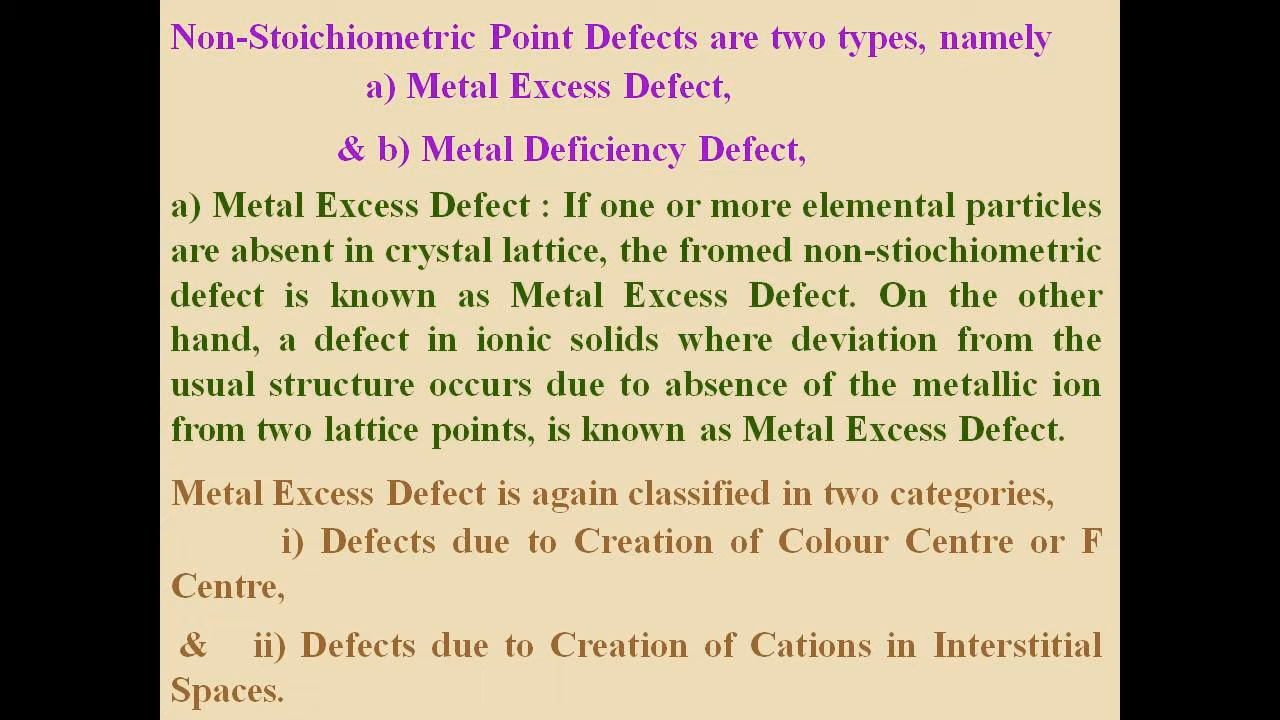 Non-Stoichiometric Point Defects are two types, namely
a) Metal Excess Defect,
& b) Metal Deficiency Defect,
a) Metal Excess Defect : If one or more elemental particles
are absent in crystal lattice, the fromed non-stiochiometric
defect is known as Metal Excess Defect. On the other
hand, a defect in ionic solids where deviation from the
usual structure occurs due to absence of the metallic ion
from two lattice points, is known as Metal Excess Defect.
Metal Excess Defect is again classified in two categories,
i) Defects due to Creation of Colour Centre or F
Centre,
& ii) Defects due to Creation of Cations in Interstitial
Spaces.